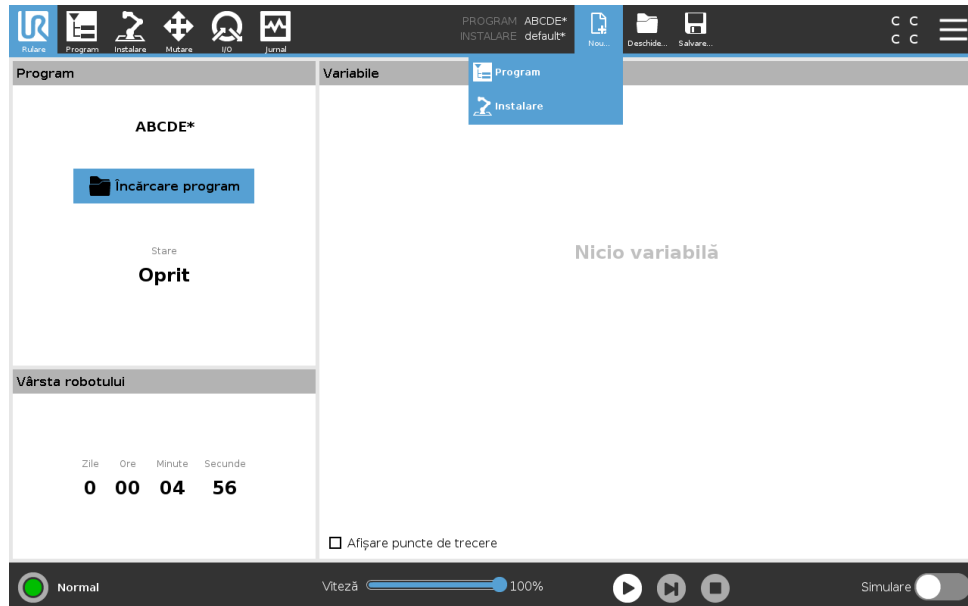 UR
Rulare
Program
Instalare
Mutare
I/O
Jurnal
PROGRAM ABCDE*
INSTALARE default*
Nou...
Deschide...
Salvare...
C C
C C
Program
Instalare
Program
ABCDE*
Încărcare program
Stare
Oprit
Variabile
Nicio variabilă
Vârsta robotului
Zile Ore Minute Secunde
0 00 04 56
Afișare puncte de trecere
Normal
Viteză 100%
Simulare